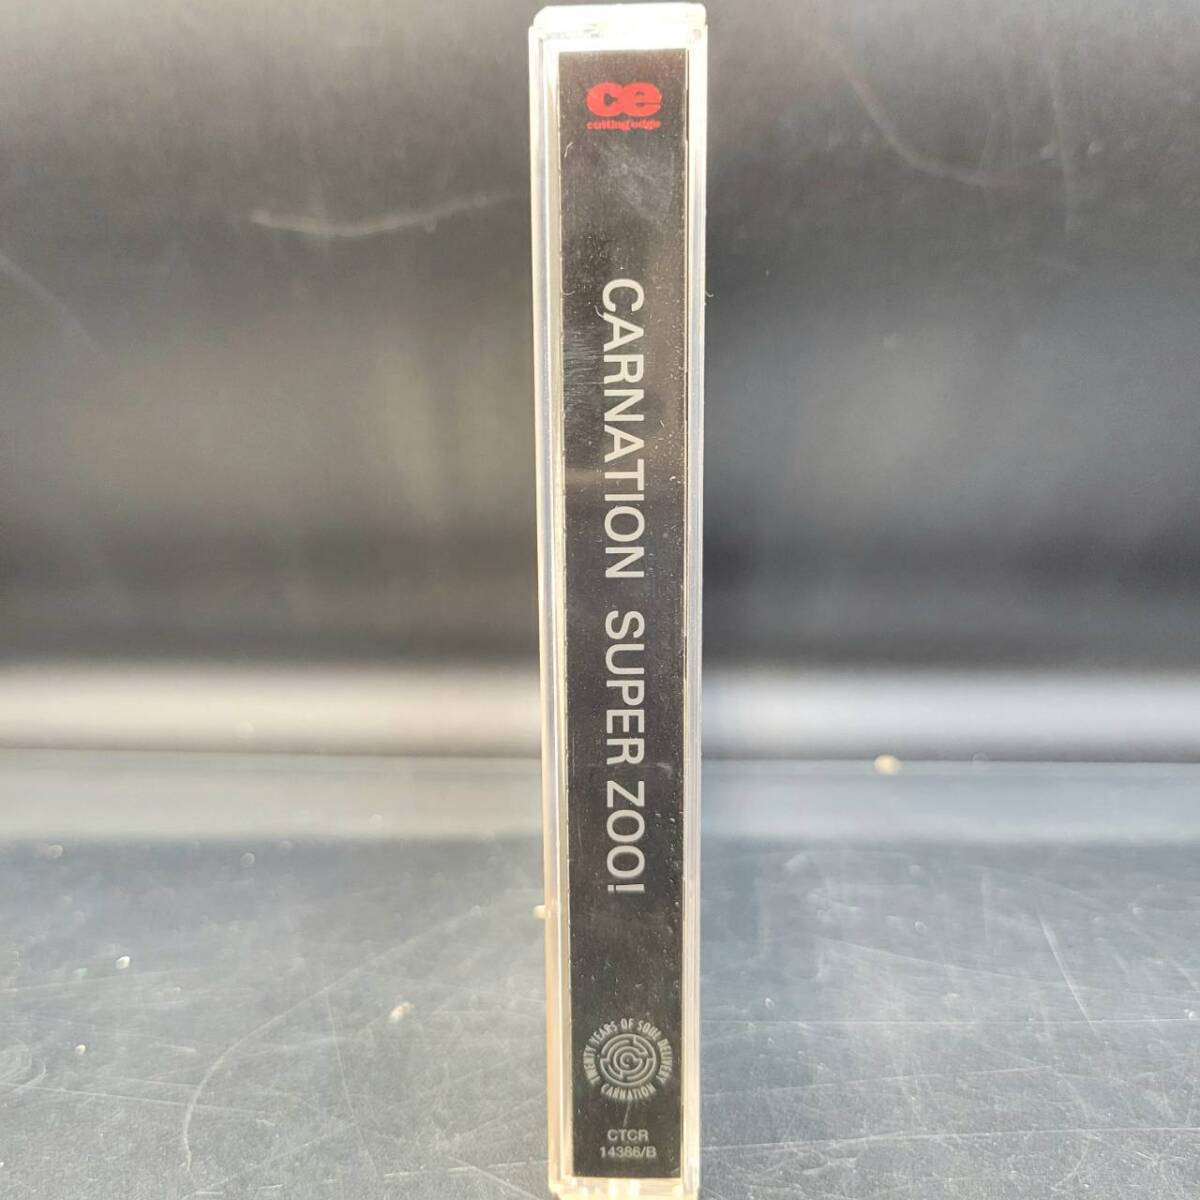 ce
cutting edge
CARNATION SUPER ZOO!
TWENTY YEARS OF SOUL DELIVERY
CARNATION
CTCR
14386/B